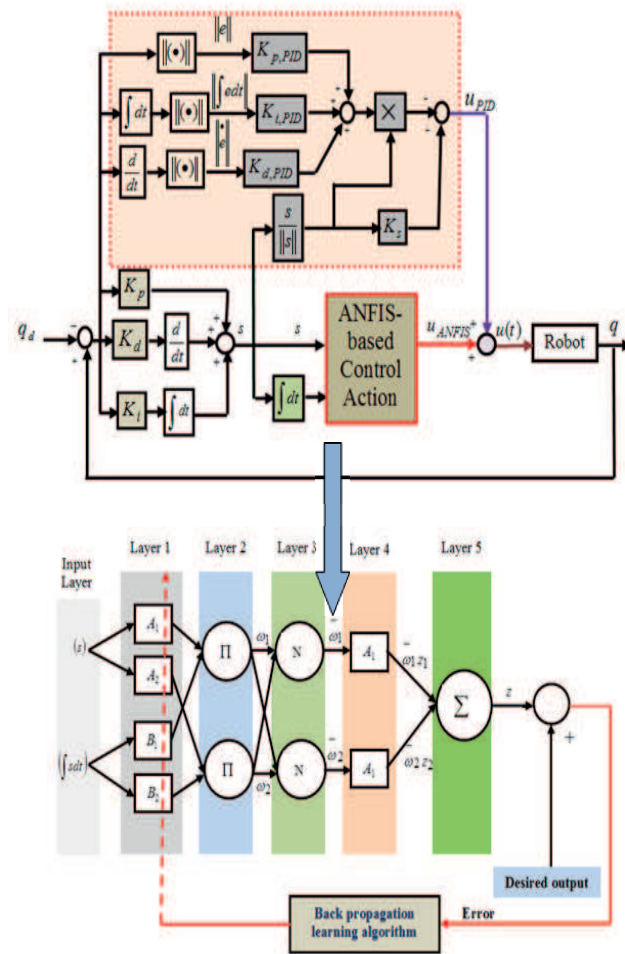 ‖e‖
‖(•)‖
K_{p,PID}
‖∫edt‖
∫dt
‖(•)‖
K_{i,PID}
‖ė‖
d/dt
‖(•)‖
K_{d,PID}
×
u_{PID}
s/‖s‖
K_s
K_p
q_d
K_d
d/dt
s
s
K_i
∫dt
∫dt
ANFIS-
based
Control
Action
u_{ANFIS}
u(t)
Robot
q
Input
Layer
Layer 1
Layer 2
Layer 3
Layer 4
Layer 5
(s)
(∫sdt)
A_1
A_2
B_1
B_2
Π
Π
ω_1
ω_2
N
N
ω̄_1
ω̄_2
A_1
A_1
ω̄_1 z_1
ω̄_2 z_2
Σ
z
+
Desired output
Back propagation
learning algorithm
Error